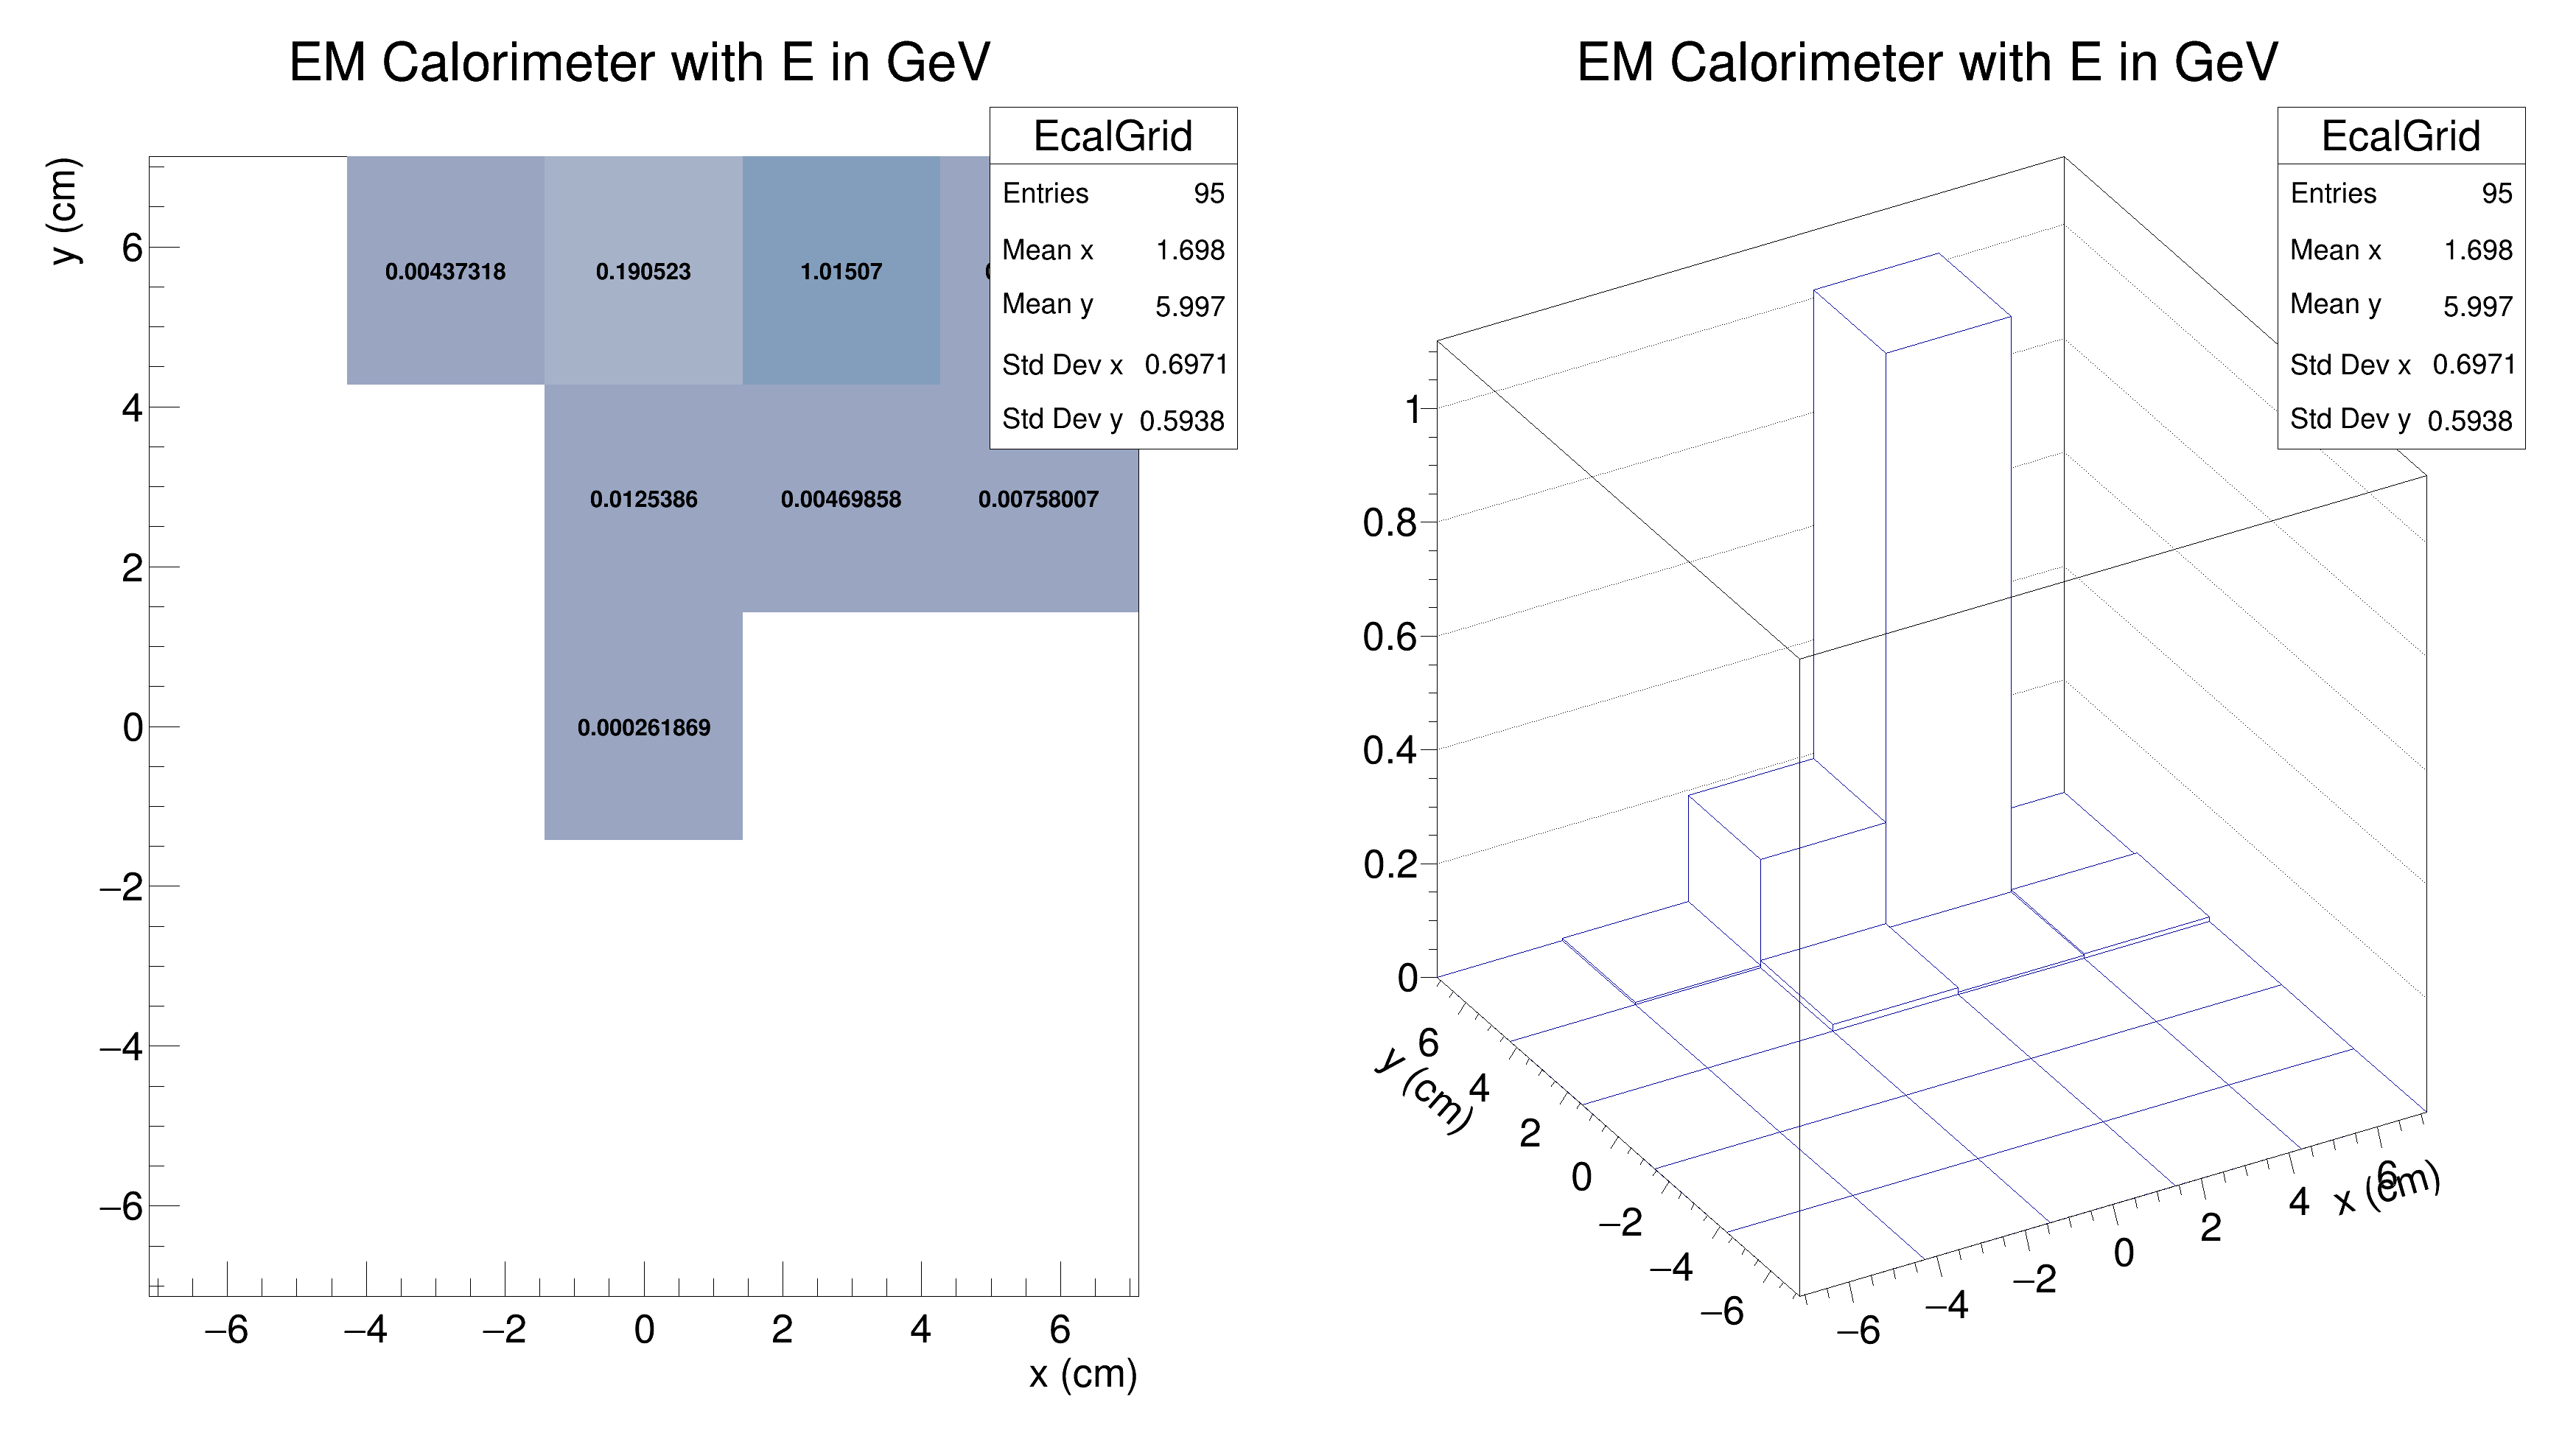 EM Calorimeter with E in GeV
EcalGrid
Entries 95
Mean x 1.698
Mean y 5.997
Std Dev x 0.6971
Std Dev y 0.5938
y (cm)
0.00437318 0.190523 1.01507
0.0125386 0.00469858 0.00758007
0.000261869
6
4
2
0
−2
−4
−6
−6 −4 −2 0 2 4 6
x (cm)
EM Calorimeter with E in GeV
EcalGrid
Entries 95
Mean x 1.698
Mean y 5.997
Std Dev x 0.6971
Std Dev y 0.5938
1
0.8
0.6
0.4
0.2
0
6
4
2
0
−2
−4
−6
y (cm)
−6 −4 −2 0 2 4 6
x (cm)